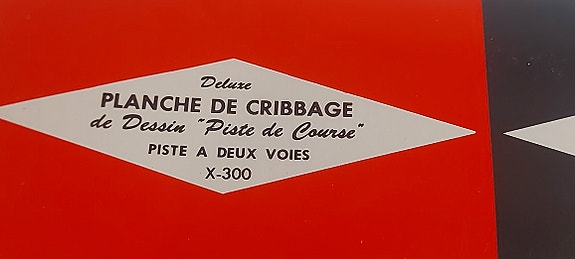 Deluxe
PLANCHE DE CRIBBAGE
de Dessin "Piste de Course"
PISTE A DEUX VOIES
X-300